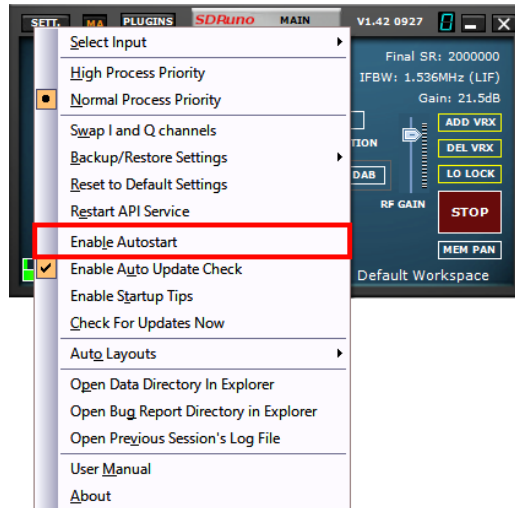 SETT. MA PLUGINS SDRuno MAIN V1.42 0927
Select Input
High Process Priority
Normal Process Priority
Swap I and Q channels
Backup/Restore Settings
Reset to Default Settings
Restart API Service
Enable Autostart
Enable Auto Update Check
Enable Startup Tips
Check For Updates Now
Auto Layouts
Open Data Directory In Explorer
Open Bug Report Directory in Explorer
Open Previous Session's Log File
User Manual
About
Final SR: 2000000
IFBW: 1.536MHz (LIF)
Gain: 21.5dB
ADD VRX
DEL VRX
DAB
LO LOCK
RF GAIN
STOP
MEM PAN
Default Workspace